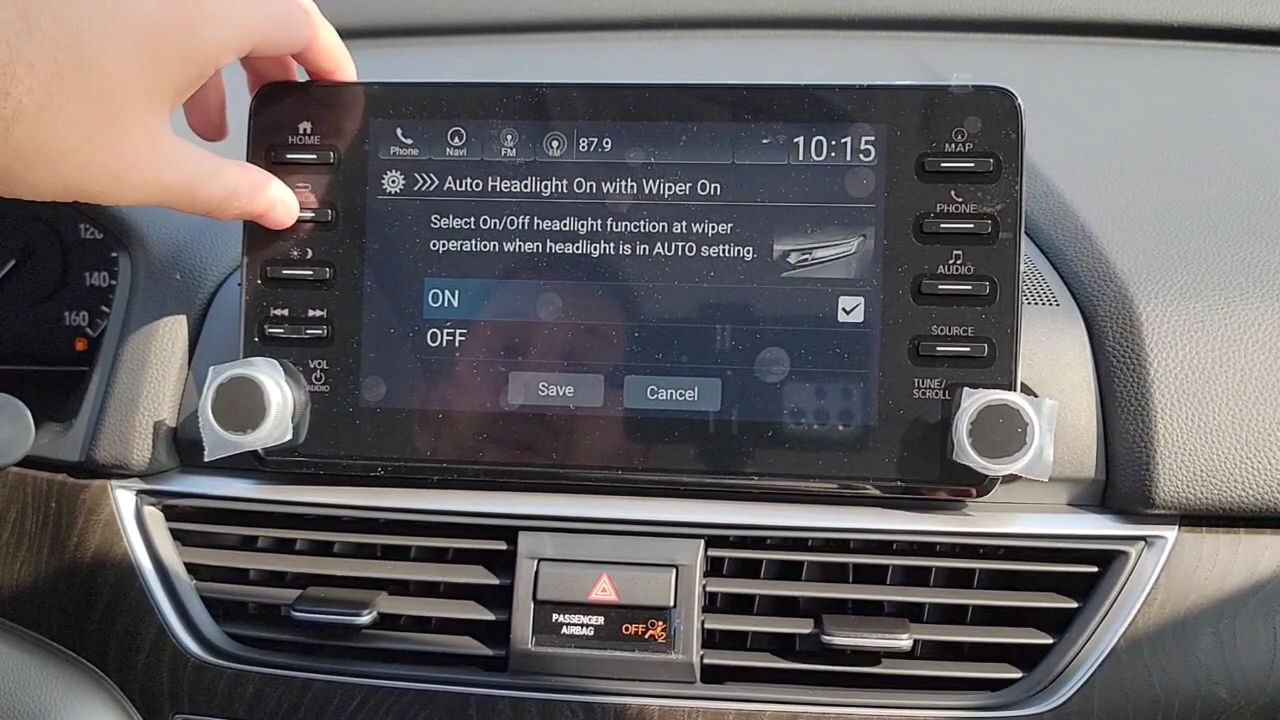 HOME
Phone
Navi
FM
87.9
10:15
MAP
Auto Headlight On with Wiper On
PHONE
Select On/Off headlight function at wiper
operation when headlight is in AUTO setting.
AUDIO
ON
OFF
SOURCE
Save
Cancel
VOL
AUDIO
TUNE/
SCROLL
120
140
160
PASSENGER
AIRBAG
OFF
2